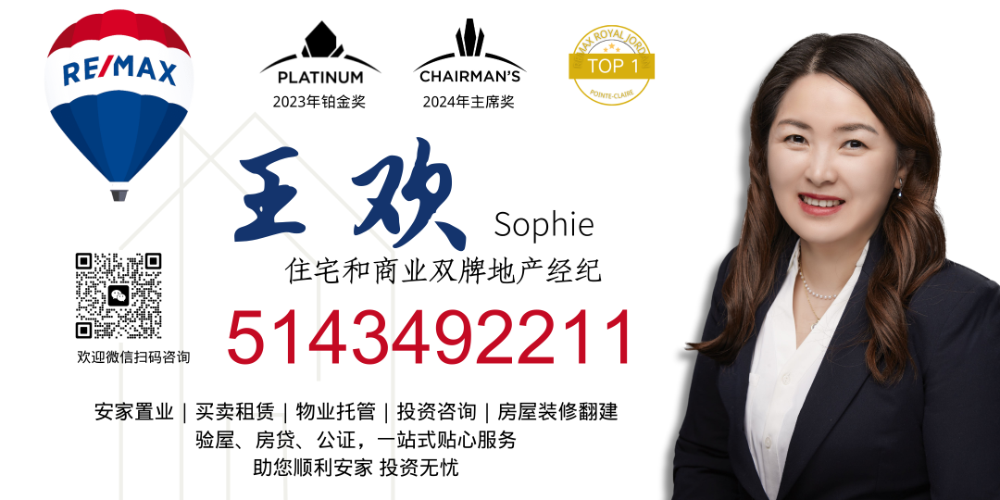 RE/MAX
PLATINUM
2023年铂金奖
CHAIRMAN'S
2024年主席奖
MAX ROYAL JORD
TOP 1
POINTE-CLAIRE
王欢
Sophie
住宅和商业双牌地产经纪
5143492211
欢迎微信扫码咨询
安家置业 | 买卖租赁 | 物业托管 | 投资咨询 | 房屋装修翻建
验屋、房贷、公证，一站式贴心服务
助您顺利安家 投资无忧